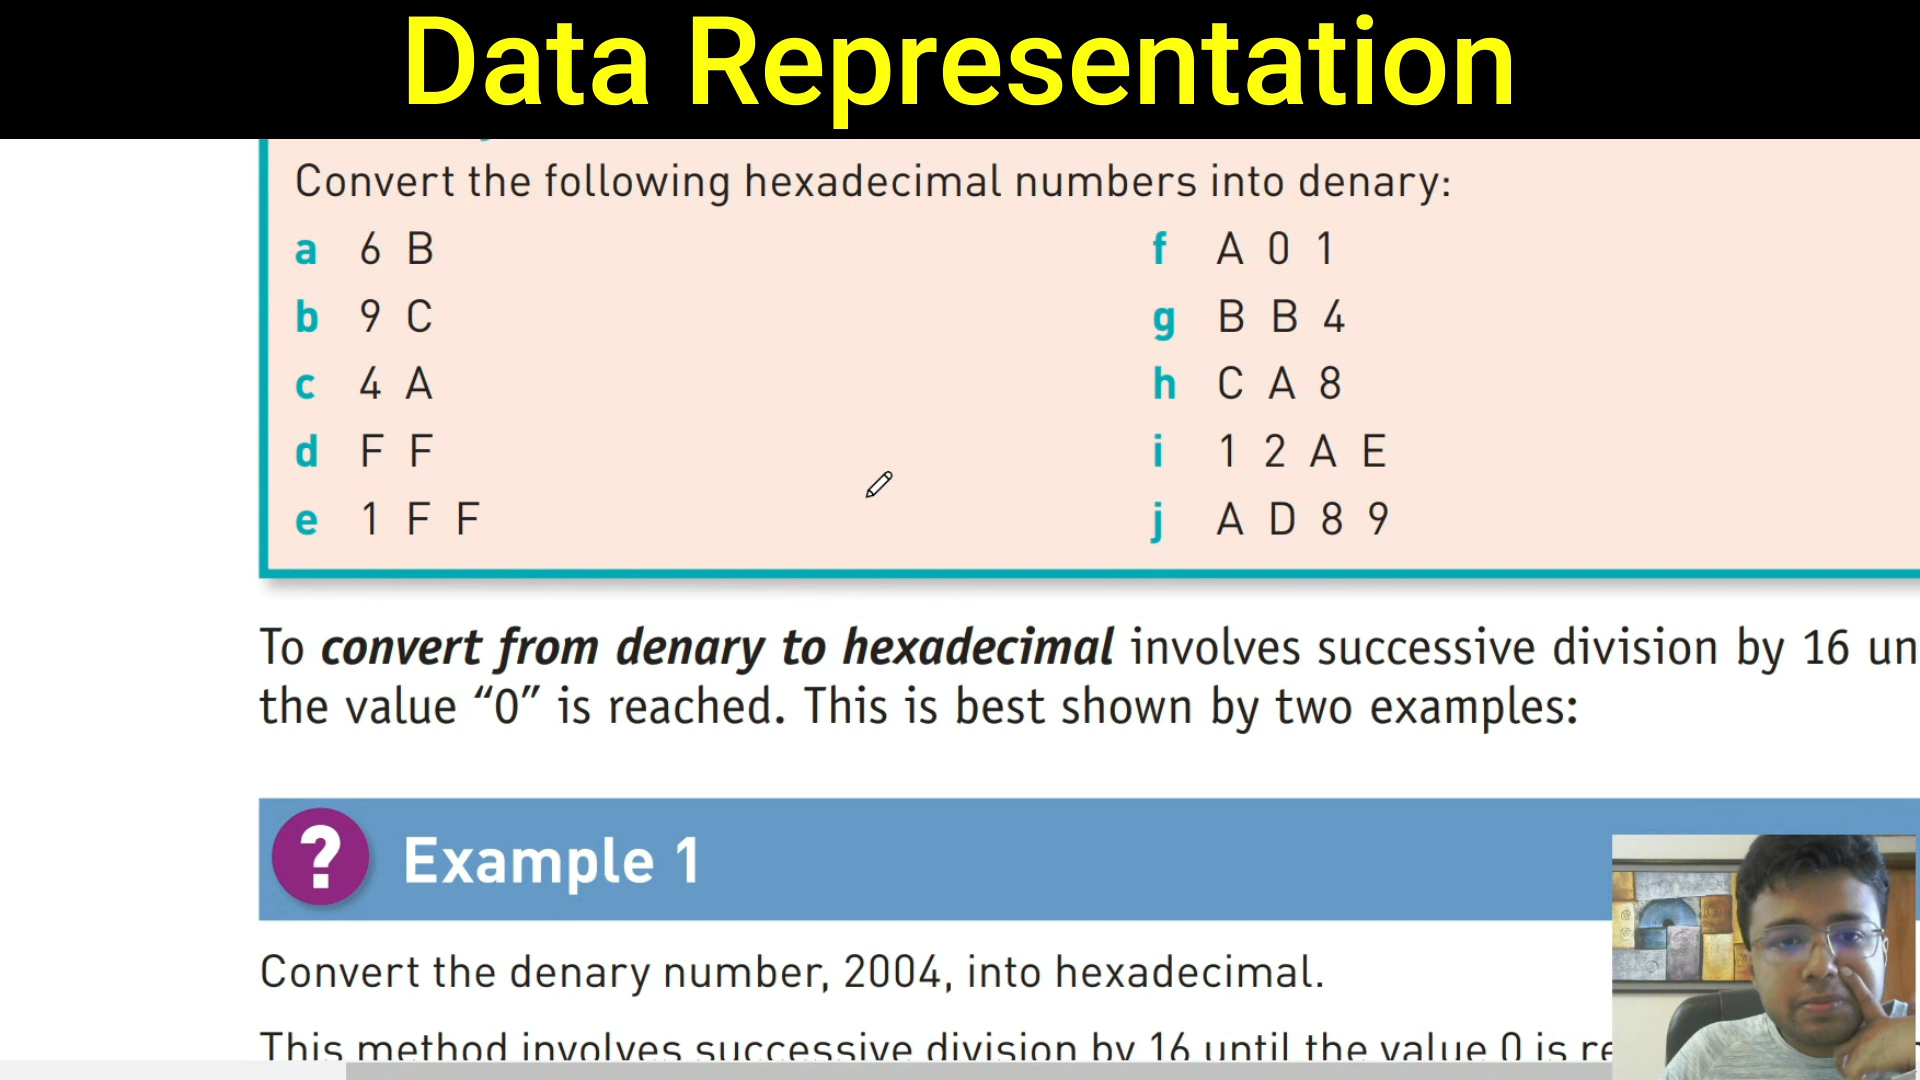 Data Representation
Convert the following hexadecimal numbers into denary:
a 6 B
b 9 C
c 4 A
d F F
e 1 F F
f A 0 1
g B B 4
h C A 8
i 1 2 A E
j A D 8 9
To convert from denary to hexadecimal involves successive division by 16 un
the value “0” is reached. This is best shown by two examples:
? Example 1
Convert the denary number, 2004, into hexadecimal.
This method involves successive division by 16 until the value 0 is re